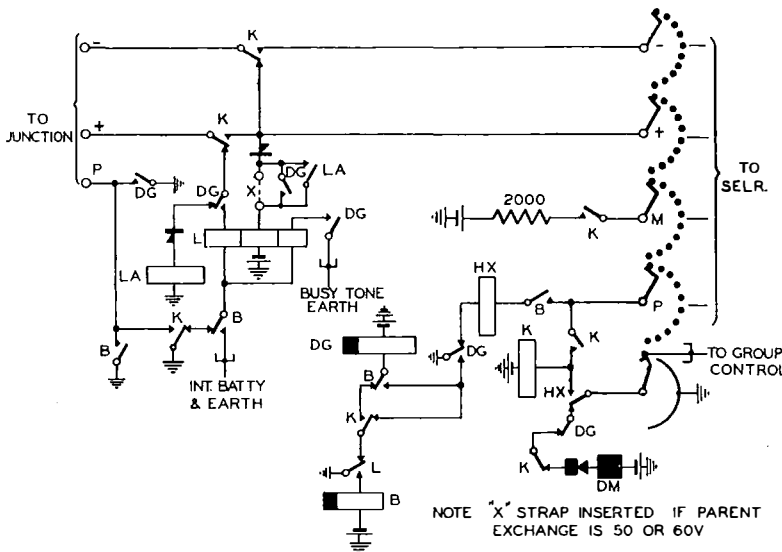 K
-
-
TO
JUNCTION
+
K
+
P
DG
DG
X
DG
LA
TO
SELR.
L
DG
2000
K
M
LA
BUSY TONE
EARTH
HX
B
P
K
B
B
DG
DG
K
K
INT. BATTY
& EARTH
B
HX
TO GROUP
CONTROL
K
DG
L
K
DM
B
NOTE "X" STRAP INSERTED IF PARENT
EXCHANGE IS 50 OR 60V